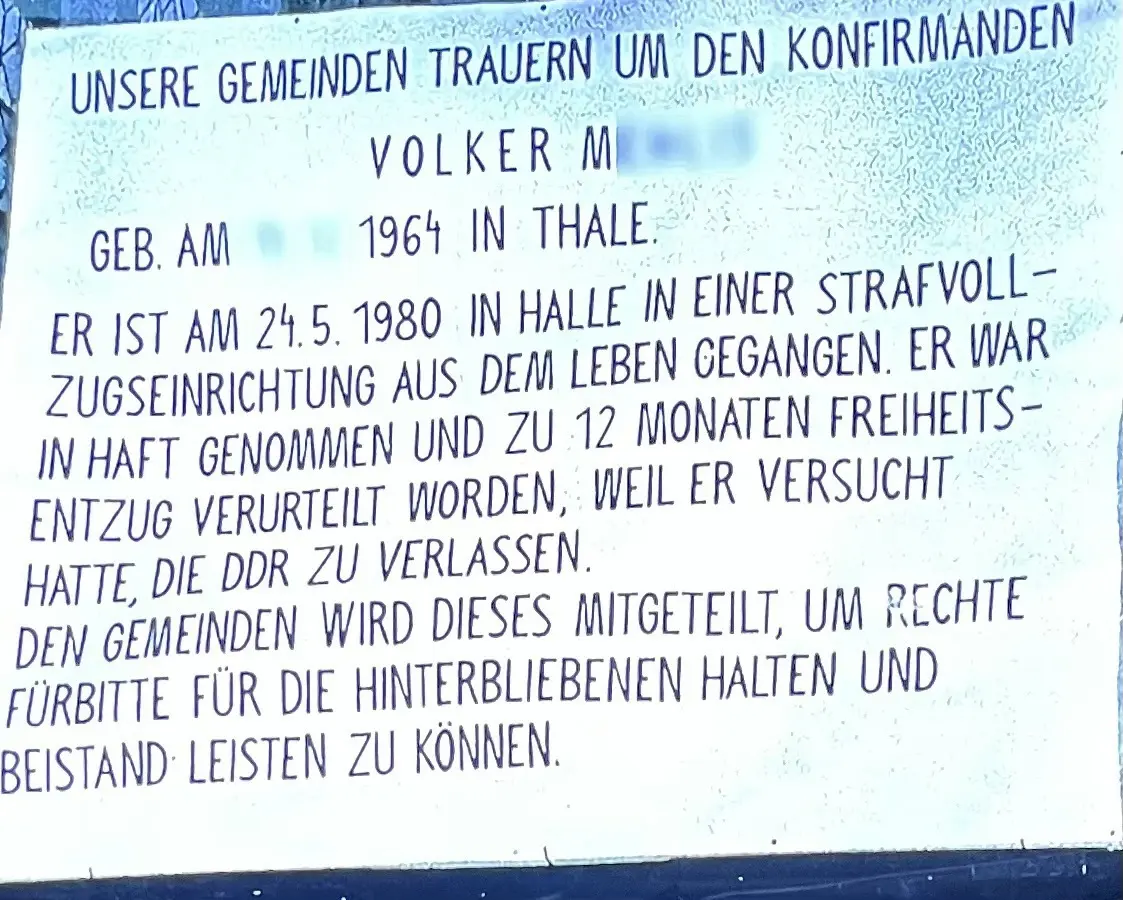 UNSERE GEMEINDEN TRAUERN UM DEN KONFIRMANDEN
VOLKER M
GEB. AM 1964 IN THALE.
ER IST AM 24.5.1980 IN HALLE IN EINER STRAFVOLL-
ZUGSEINRICHTUNG AUS DEM LEBEN GEGANGEN. ER WAR
IN HAFT GENOMMEN UND ZU 12 MONATEN FREIHEITS-
ENTZUG VERURTEILT WORDEN, WEIL ER VERSUCHT
HATTE, DIE DDR ZU VERLASSEN.
DEN GEMEINDEN WIRD DIESES MITGETEILT, UM RECHTE
FÜRBITTE FÜR DIE HINTERBLIEBENEN HALTEN UND
BEISTAND LEISTEN ZU KÖNNEN.